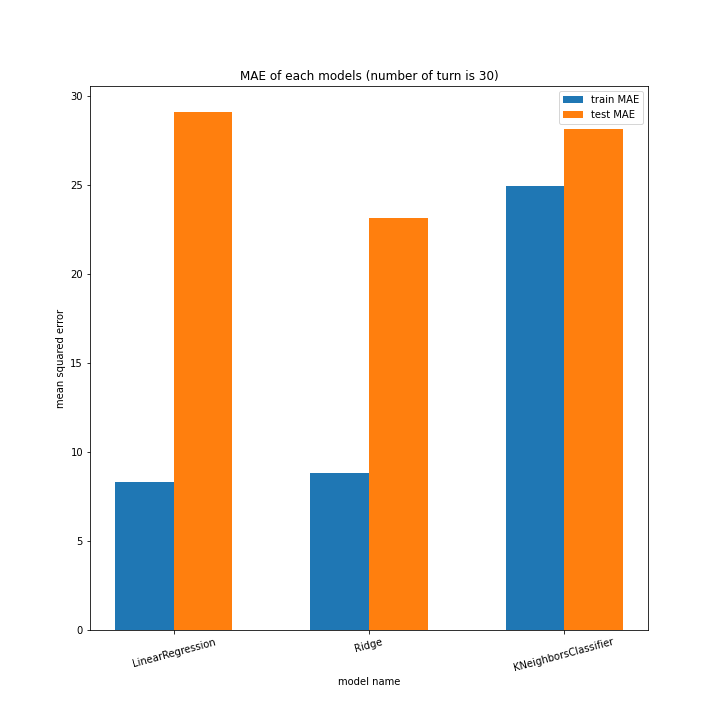 MAE of each models (number of turn is 30)
train MAE
test MAE
30
25
20
15
10
5
0
mean squared error
LinearRegression
Ridge
KNeighborsClassifier
model name